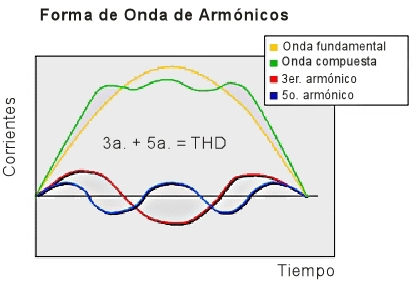 Forma de Onda de Armónicos
Onda fundamental
Onda compuesta
3er. armónico
5o. armónico
Corrientes
3a. + 5a. = THD
Tiempo